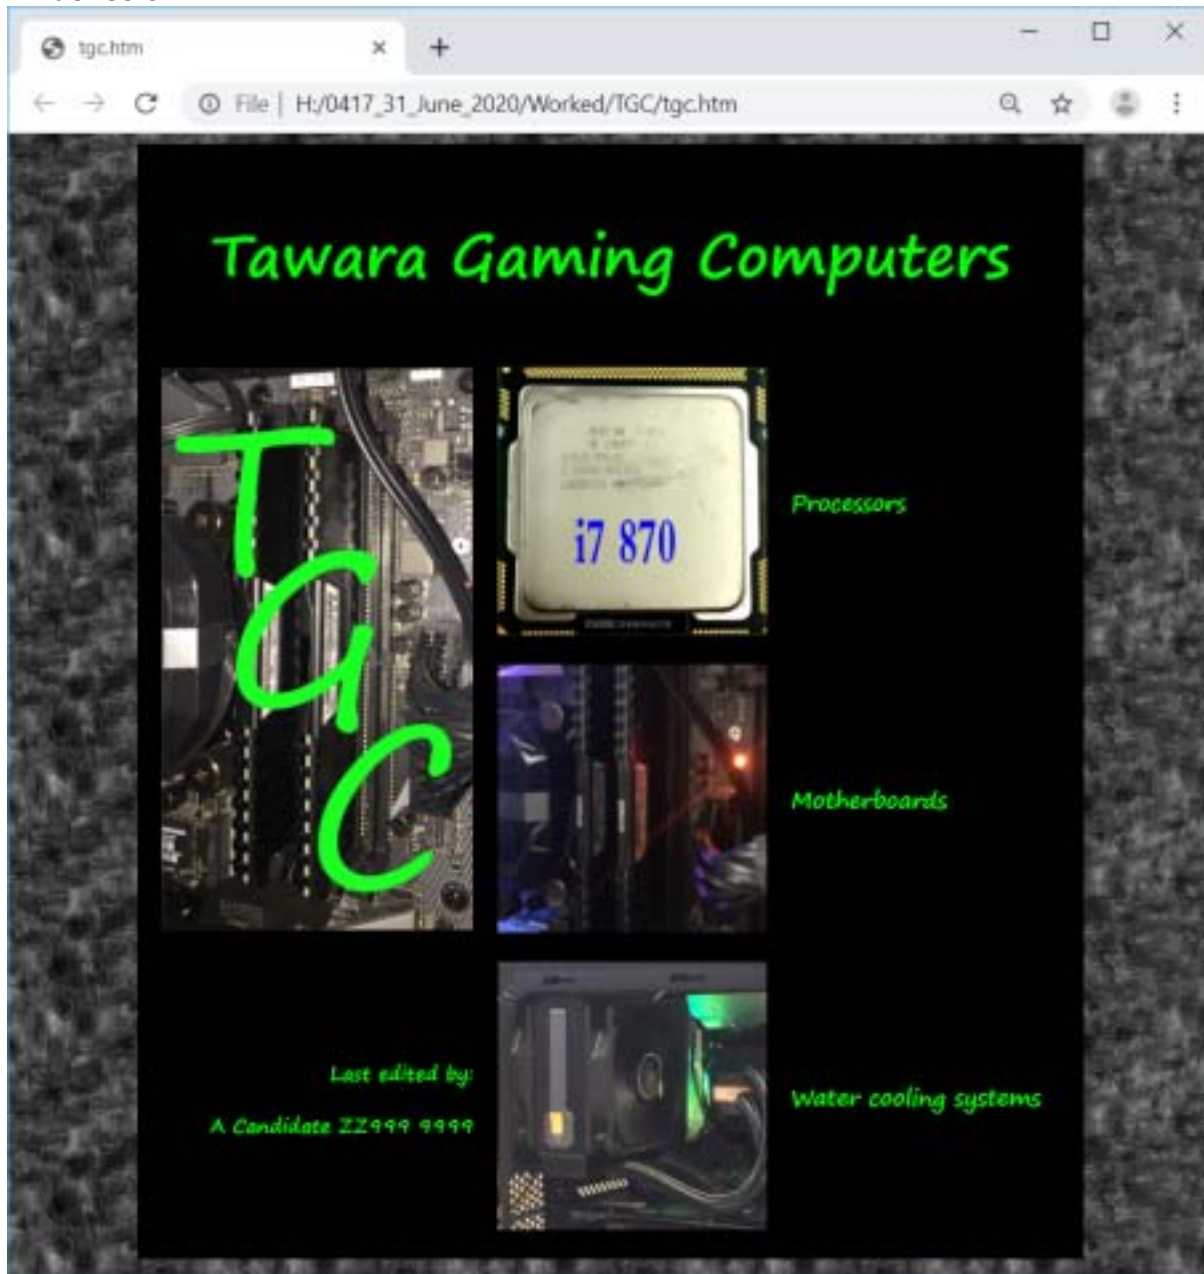 tgc.htm
File | H:/0417_31_June_2020/Worked/TGC/tgc.htm
Tawara Gaming Computers
T
G
C
i7 870
Processors
Motherboards
Last edited by:
A Candidate ZZ999 9999
Water cooling systems